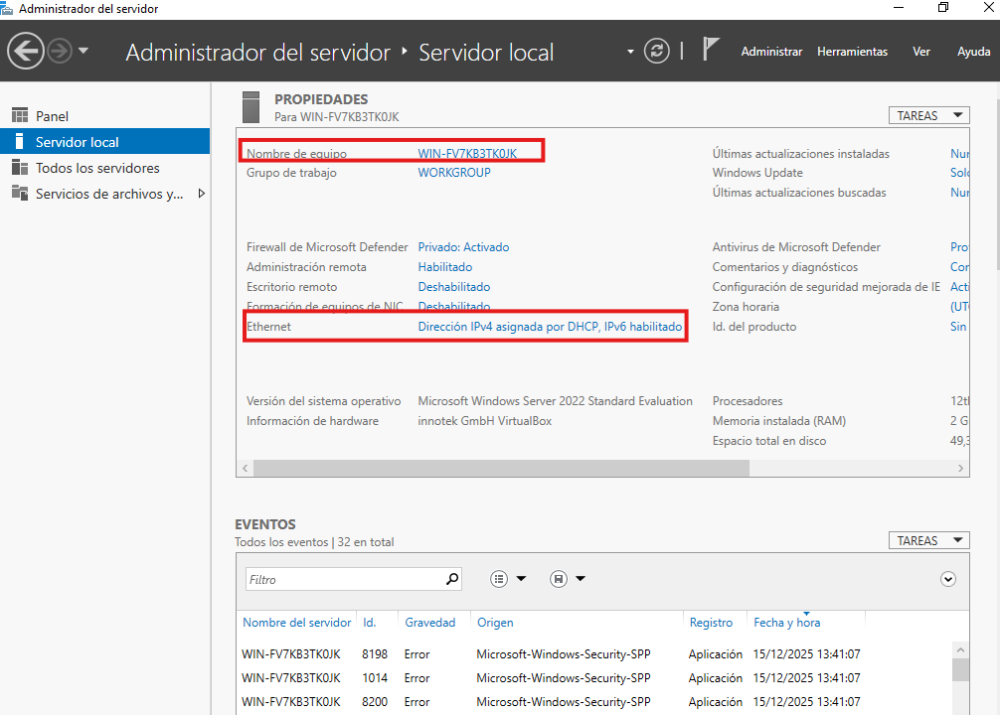 Administrador del servidor
Administrador del servidor ‣ Servidor local
Administrar Herramientas Ver Ayuda
Panel
Servidor local
Todos los servidores
Servicios de archivos y...
PROPIEDADES
Para WIN-FV7KB3TK0JK
TAREAS
Nombre de equipo WIN-FV7KB3TK0JK Últimas actualizaciones instaladas Nur
Grupo de trabajo WORKGROUP Windows Update Solo
Últimas actualizaciones buscadas Nur
Firewall de Microsoft Defender Privado: Activado Antivirus de Microsoft Defender Pro
Administración remota Habilitado Comentarios y diagnósticos Cor
Escritorio remoto Deshabilitado Configuración de seguridad mejorada de IE Acti
Formación de equipos de NIC Deshabilitado Zona horaria (UTC
Ethernet Dirección IPv4 asignada por DHCP, IPv6 habilitado Id. del producto Sin
Versión del sistema operativo Microsoft Windows Server 2022 Standard Evaluation Procesadores 12th
Información de hardware innotek GmbH VirtualBox Memoria instalada (RAM) 2 G
Espacio total en disco 49,3
EVENTOS
Todos los eventos | 32 en total
TAREAS
Filtro
Nombre del servidor Id. Gravedad Origen Registro Fecha y hora
WIN-FV7KB3TK0JK 8198 Error Microsoft-Windows-Security-SPP Aplicación 15/12/2025 13:41:07
WIN-FV7KB3TK0JK 1014 Error Microsoft-Windows-Security-SPP Aplicación 15/12/2025 13:41:07
WIN-FV7KB3TK0JK 8200 Error Microsoft-Windows-Security-SPP Aplicación 15/12/2025 13:41:07